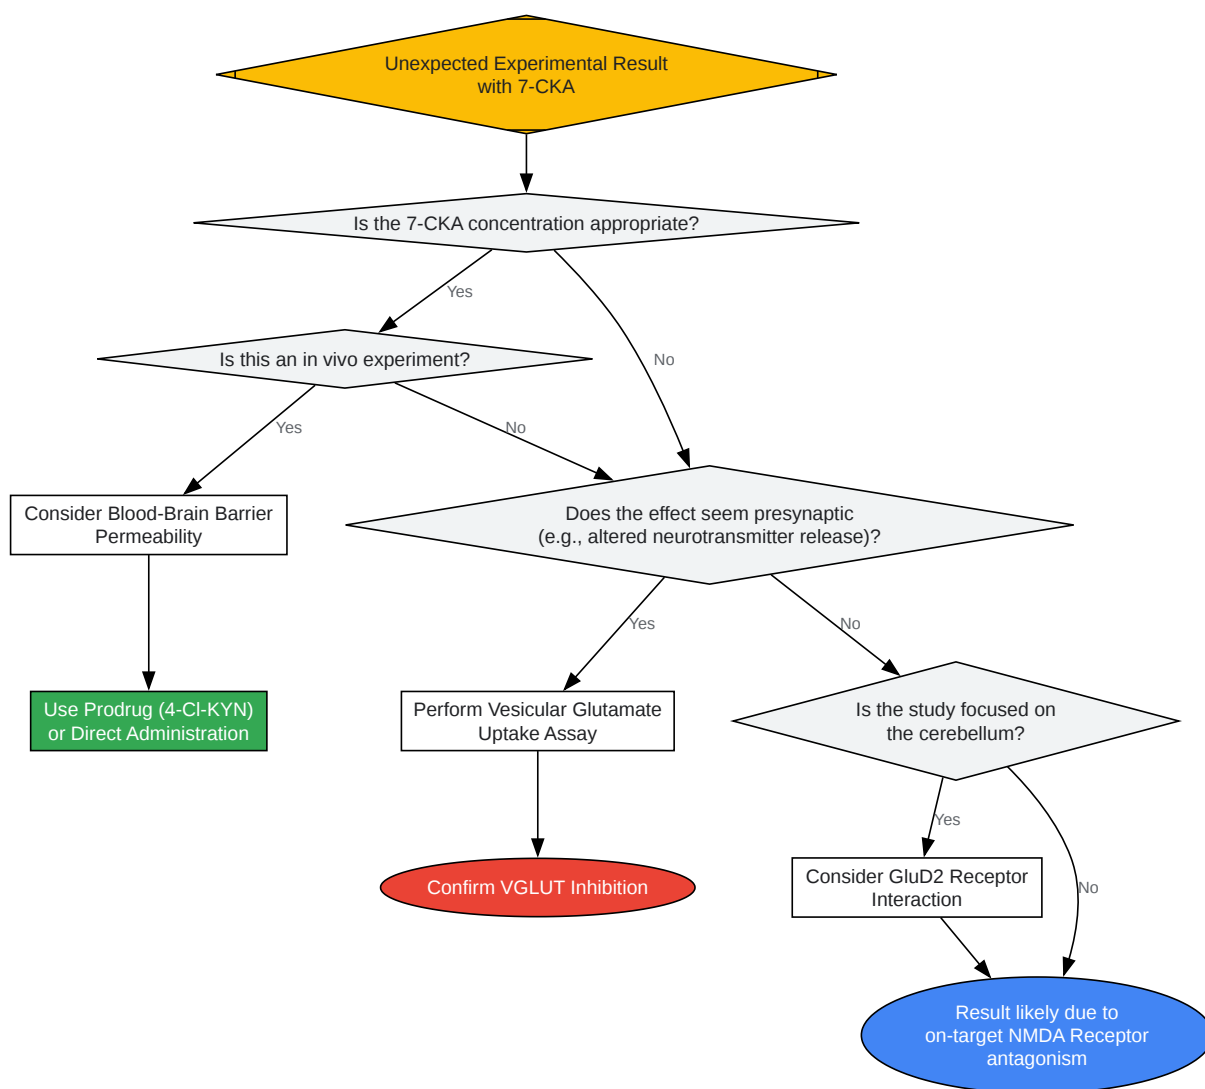 Unexpected Experimental Result
with 7-CKA
Is the 7-CKA concentration appropriate?
Yes
No
Is this an in vivo experiment?
Yes
No
Consider Blood-Brain Barrier
Permeability
Does the effect seem presynaptic
(e.g., altered neurotransmitter release)?
Yes
No
Use Prodrug (4-Cl-KYN)
or Direct Administration
Perform Vesicular Glutamate
Uptake Assay
Is the study focused on
the cerebellum?
Yes
No
Confirm VGLUT Inhibition
Consider GluD2 Receptor
Interaction
Result likely due to
on-target NMDA Receptor
antagonism